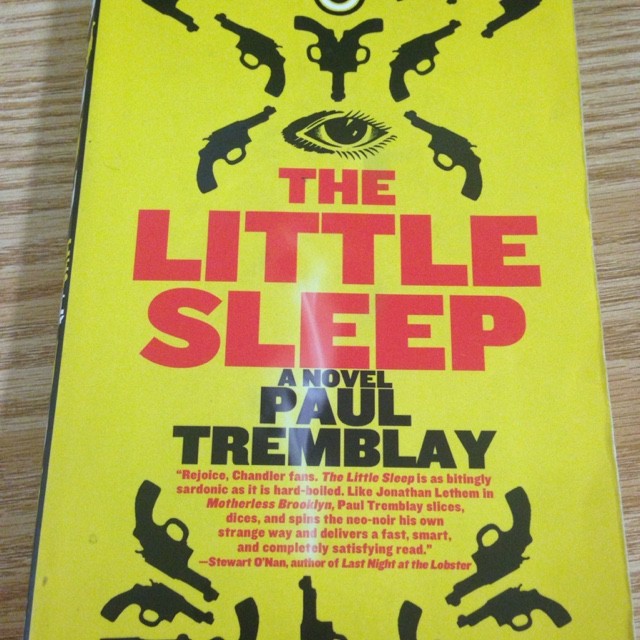 THE
LITTLE
SLEEP
A NOVEL
PAUL
TREMBLAY
"Rejoice, Chandler fans. The Little Sleep is as bitingly
sardonic as it is hard-boiled. Like Jonathan Lethem in
Motherless Brooklyn, Paul Tremblay slices,
dices, and spins the neo-noir his own
strange way and delivers a fast, smart,
and completely satisfying read."
—Stewart O'Nan, author of Last Night at the Lobster